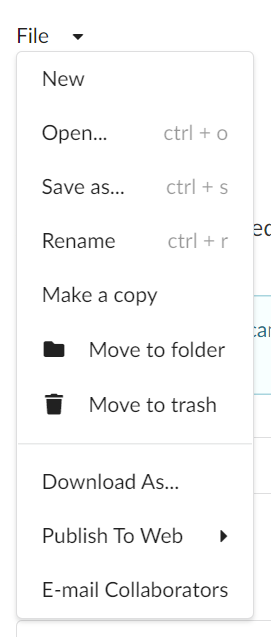 File
New
Open... ctrl + o
Save as... ctrl + s
Rename ctrl + r
Make a copy
Move to folder
Move to trash
Download As...
Publish To Web
E-mail Collaborators